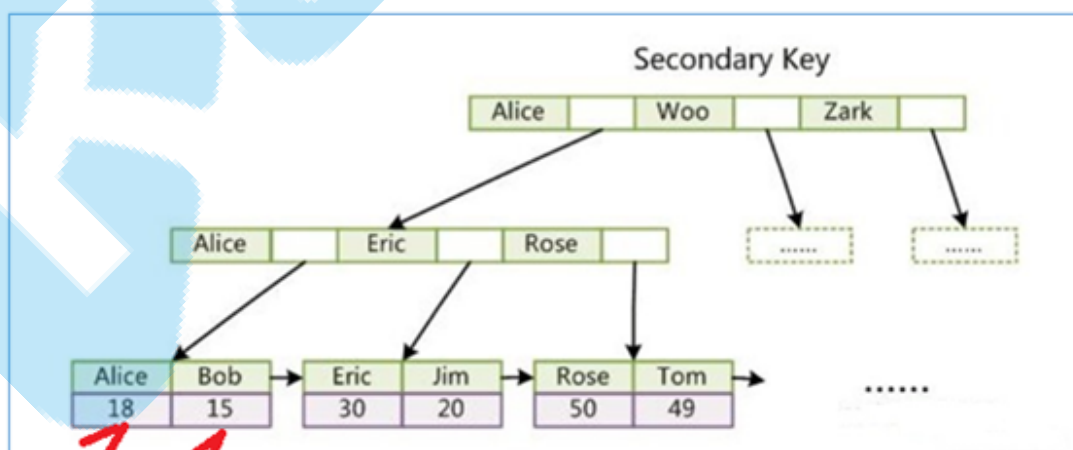 Secondary Key
Alice Woo Zark
Alice Eric Rose ...... ......
Alice Bob Eric Jim Rose Tom ......
18 15 30 20 50 49